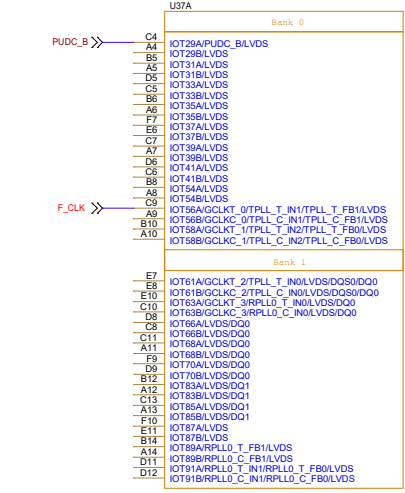 U37A
Bank 0
PUDC_B
C4 IOT29A/PUDC_B/LVDS
A4 IOT29B/LVDS
B5 IOT31A/LVDS
A5 IOT31B/LVDS
D5 IOT33A/LVDS
C5 IOT33B/LVDS
B6 IOT35A/LVDS
A6 IOT35B/LVDS
F7 IOT37A/LVDS
E6 IOT37B/LVDS
C7 IOT39A/LVDS
A7 IOT39B/LVDS
D6 IOT41A/LVDS
C6 IOT41B/LVDS
B8 IOT54A/LVDS
A8 IOT54B/LVDS
F_CLK
C9 IOT56A/GCLKT_0/TPLL_T_IN1/TPLL_T_FB1/LVDS
A9 IOT56B/GCLKC_0/TPLL_C_IN1/TPLL_C_FB1/LVDS
B10 IOT58A/GCLKT_1/TPLL_T_IN2/TPLL_T_FB0/LVDS
A10 IOT58B/GCLKC_1/TPLL_C_IN2/TPLL_C_FB0/LVDS
Bank 1
E7 IOT61A/GCLKT_2/TPLL_T_IN0/LVDS/DQS0/DQ0
E8 IOT61B/GCLKC_2/TPLL_C_IN0/LVDS/DQS0/DQ0
E10 IOT63A/GCLKT_3/RPLL0_T_IN0/LVDS/DQ0
C10 IOT63B/GCLKC_3/RPLL0_C_IN0/LVDS/DQ0
D8 IOT66A/LVDS/DQ0
C8 IOT66B/LVDS/DQ0
C11 IOT68A/LVDS/DQ0
A11 IOT68B/LVDS/DQ0
F9 IOT70A/LVDS/DQ0
D9 IOT70B/LVDS/DQ0
B12 IOT83A/LVDS/DQ1
A12 IOT83B/LVDS/DQ1
C13 IOT85A/LVDS/DQ1
A13 IOT85B/LVDS/DQ1
F10 IOT87A/LVDS
E11 IOT87B/LVDS
B14 IOT89A/RPLL0_T_FB1/LVDS
A14 IOT89B/RPLL0_C_FB1/LVDS
D11 IOT91A/RPLL0_T_IN1/RPLL0_T_FB0/LVDS
D12 IOT91B/RPLL0_C_IN1/RPLL0_C_FB0/LVDS